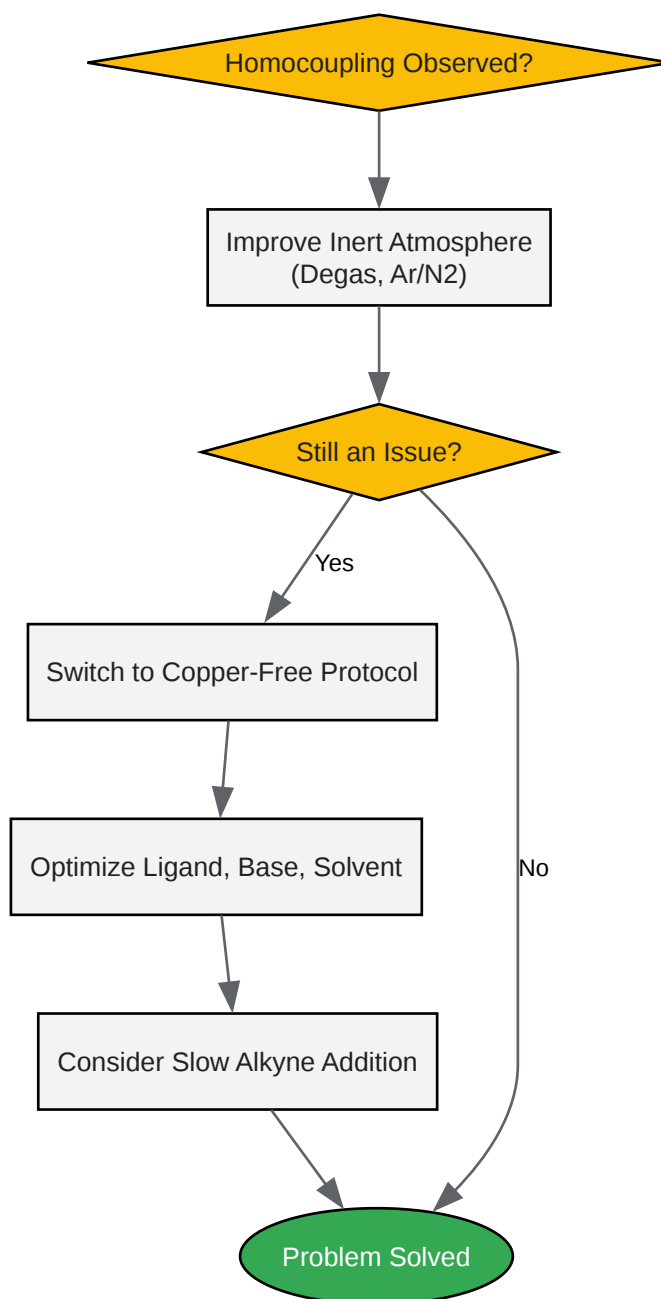 Homocoupling Observed?
Improve Inert Atmosphere
(Degas, Ar/N2)
Still an Issue?
Yes
Switch to Copper-Free Protocol
Optimize Ligand, Base, Solvent
No
Consider Slow Alkyne Addition
Problem Solved